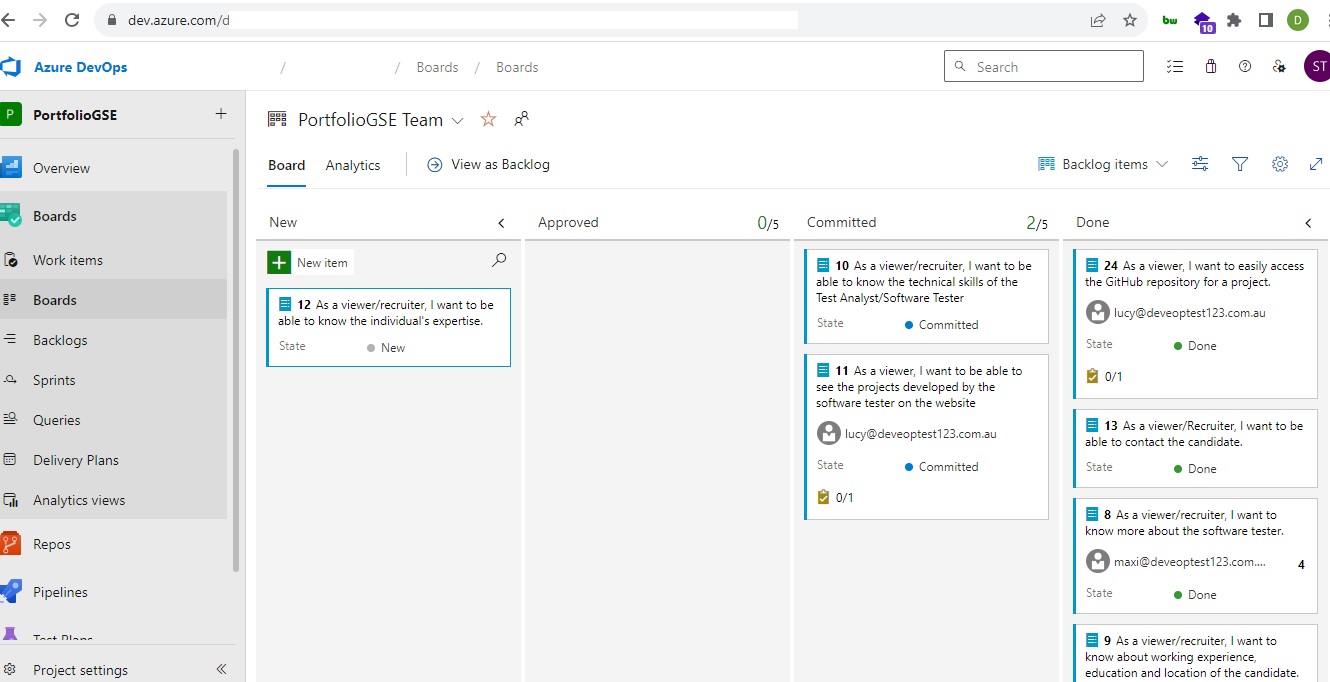 dev.azure.com/d
bw
10
D
Azure DevOps / / Boards / Boards
Search
ST
P PortfolioGSE +
Overview
Boards
Work items
Boards
Backlogs
Sprints
Queries
Delivery Plans
Analytics views
Repos
Pipelines
Test Plans
Project settings
PortfolioGSE Team
Board Analytics View as Backlog
Backlog items
New
New item
12 As a viewer/recruiter, I want to be
able to know the individual's expertise.
State New
Approved 0/5
Committed 2/5
10 As a viewer/recruiter, I want to be
able to know the technical skills of the
Test Analyst/Software Tester
State Committed
11 As a viewer, I want to be able to
see the projects developed by the
software tester on the website
lucy@deveoptest123.com.au
State Committed
0/1
Done
24 As a viewer, I want to easily access
the GitHub repository for a project.
lucy@deveoptest123.com.au
State Done
0/1
13 As a viewer/Recruiter, I want to be
able to contact the candidate.
State Done
8 As a viewer/recruiter, I want to
know more about the software tester.
maxi@deveoptest123.com.... 4
State Done
9 As a viewer/recruiter, I want to
know about working experience,
education and location of the candidate.